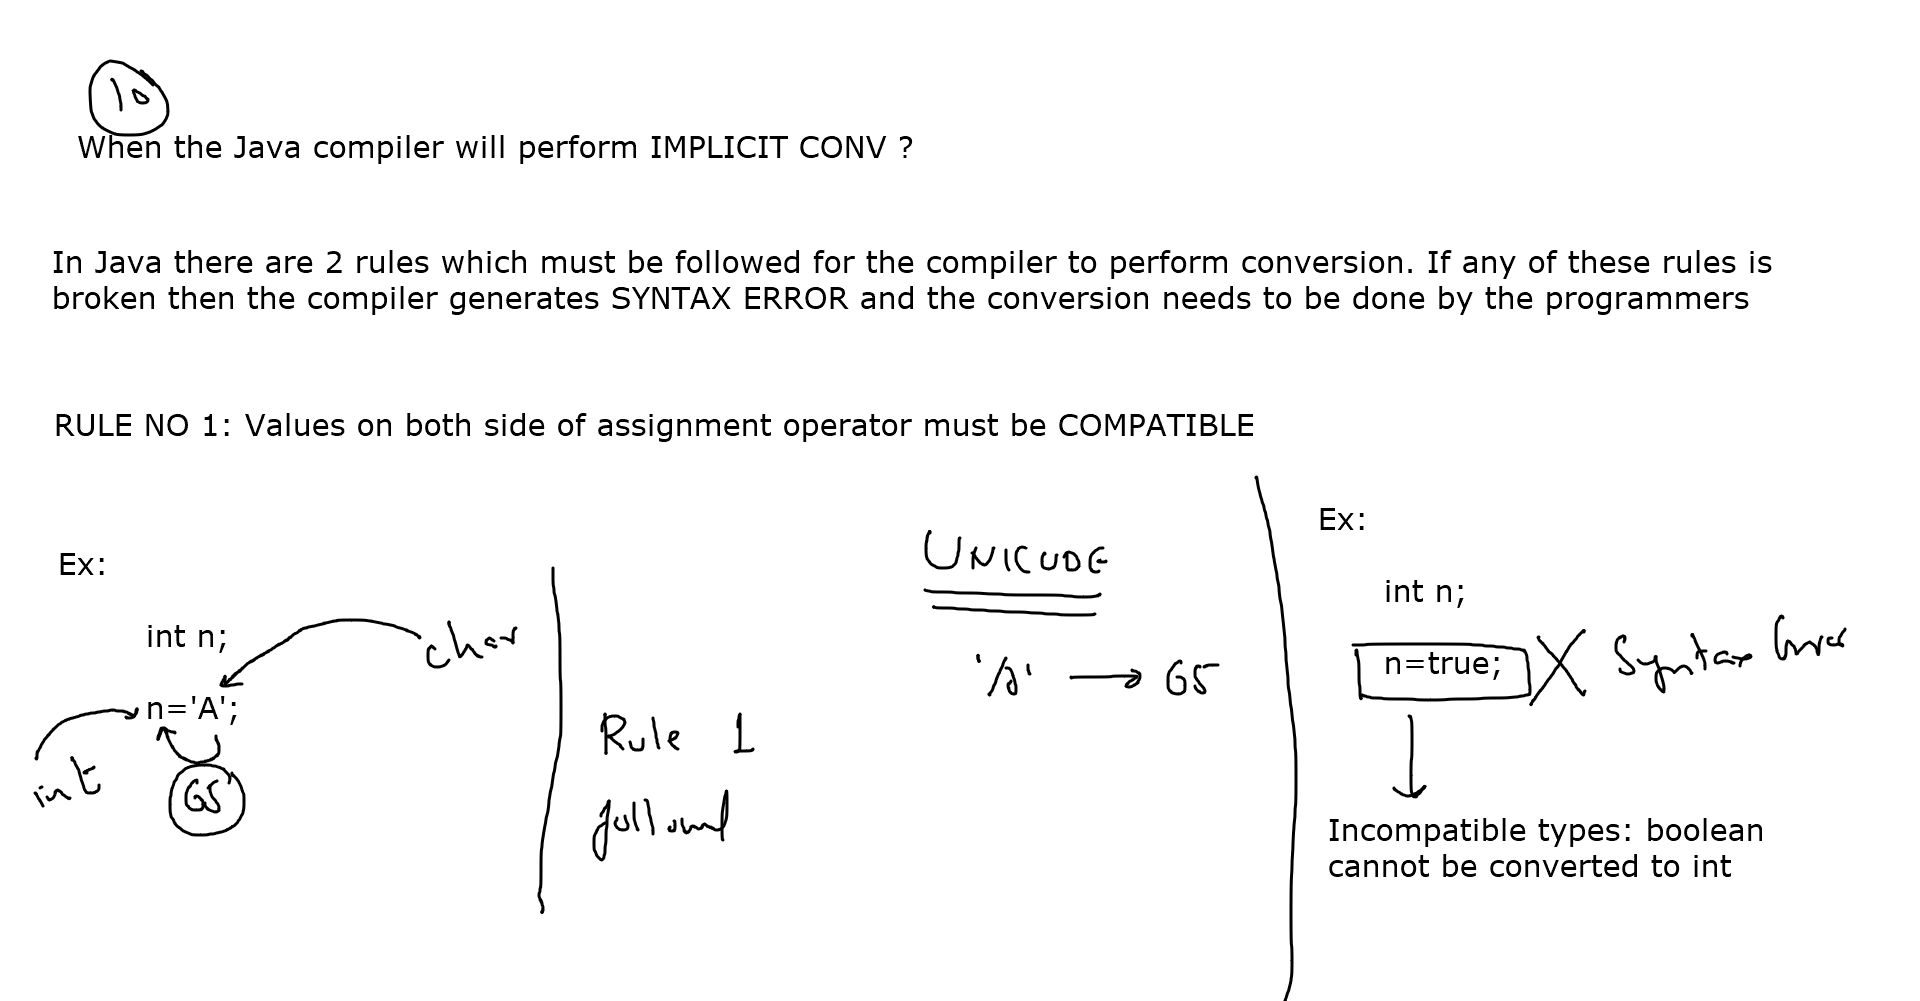 10
When the Java compiler will perform IMPLICIT CONV ?
In Java there are 2 rules which must be followed for the compiler to perform conversion. If any of these rules is
broken then the compiler generates SYNTAX ERROR and the conversion needs to be done by the programmers
RULE NO 1: Values on both side of assignment operator must be COMPATIBLE
Ex:
int n;
char
n='A';
int
65
Rule 1
followed
UNICODE
'A' → 65
Ex:
int n;
n=true; X Syntax Error
Incompatible types: boolean
cannot be converted to int